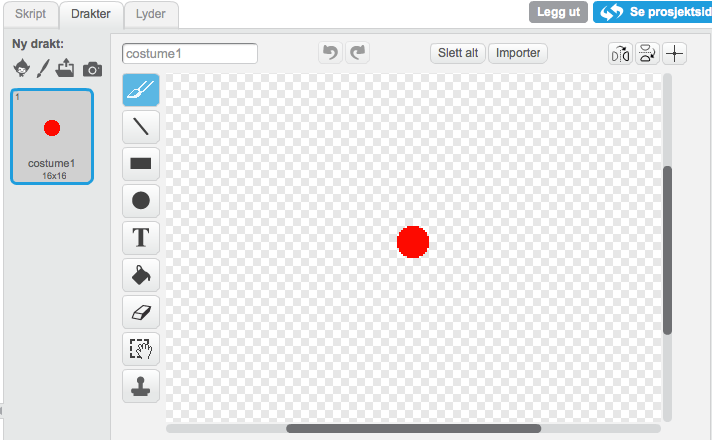 Skript Drakter Lyder
Legg ut Se prosjektsid
Ny drakt:
costume1
Slett alt Importer
1
costume1
16x16
T